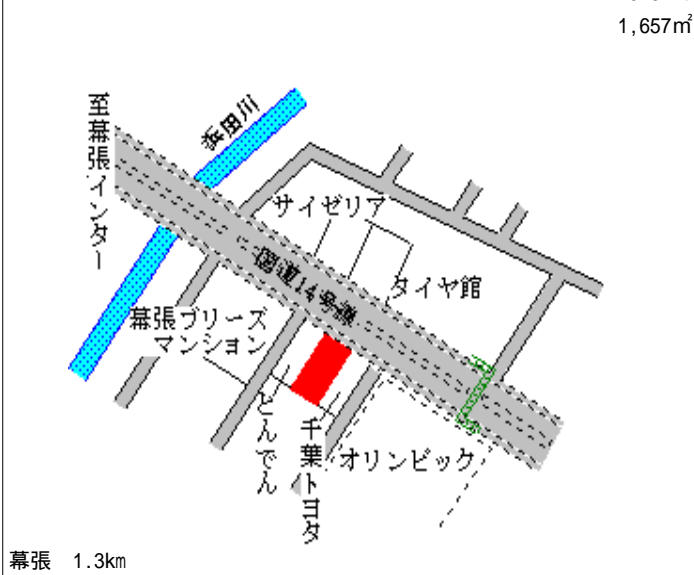 1,657㎡
至幕張インター
浜田川
サイゼリア
国道14号線
タイヤ館
幕張ブリーズ
マンション
どんでん
千葉トヨタ
オリンピック
幕張 1.3km